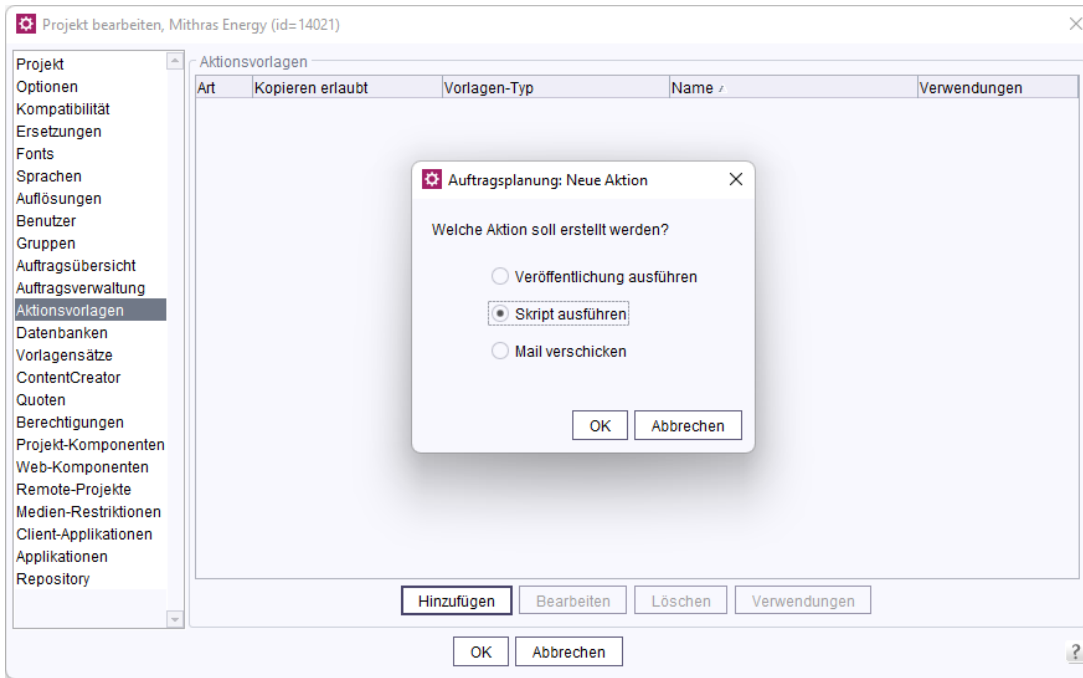 Projekt bearbeiten, Mithras Energy (id=14021)
Projekt
Optionen
Kompatibilität
Ersetzungen
Fonts
Sprachen
Auflösungen
Benutzer
Gruppen
Auftragsübersicht
Auftragsverwaltung
Aktionsvorlagen
Datenbanken
Vorlagensätze
ContentCreator
Quoten
Berechtigungen
Projekt-Komponenten
Web-Komponenten
Remote-Projekte
Medien-Restriktionen
Client-Applikationen
Applikationen
Repository
Aktionsvorlagen
Art Kopieren erlaubt Vorlagen-Typ Name Verwendungen
Auftragsplanung: Neue Aktion
Welche Aktion soll erstellt werden?
Veröffentlichung ausführen
Skript ausführen
Mail verschicken
OK Abbrechen
Hinzufügen Bearbeiten Löschen Verwendungen
OK Abbrechen ?